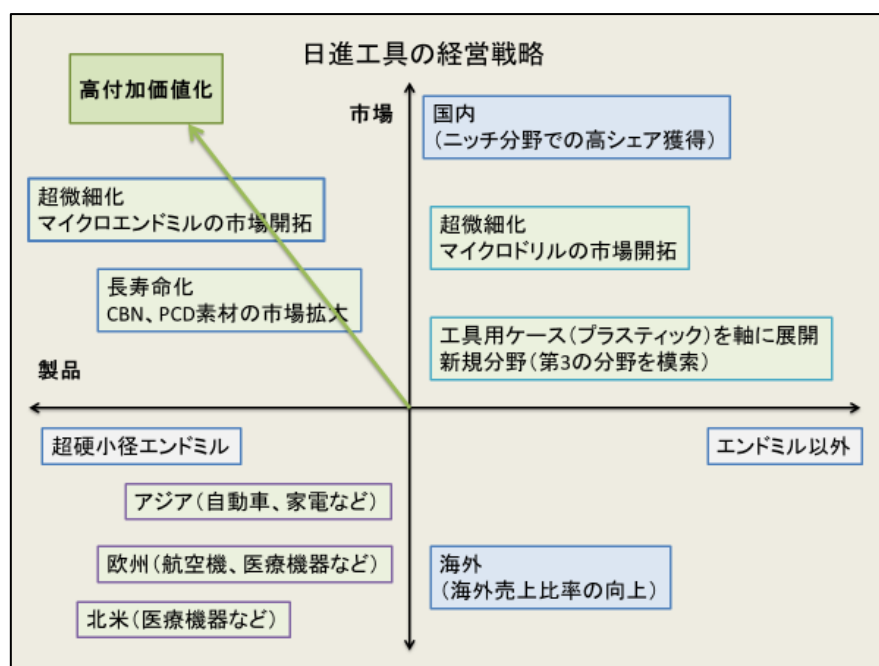 日進工具の経営戦略
高付加価値化
市場
国内
(ニッチ分野での高シェア獲得)
超微細化
マイクロエンドミルの市場開拓
超微細化
マイクロドリルの市場開拓
長寿命化
CBN、PCD素材の市場拡大
工具用ケース(プラスティック)を軸に展開
新規分野(第3の分野を模索)
製品
超硬小径エンドミル
エンドミル以外
アジア(自動車、家電など)
欧州(航空機、医療機器など)
北米(医療機器など)
海外
(海外売上比率の向上)